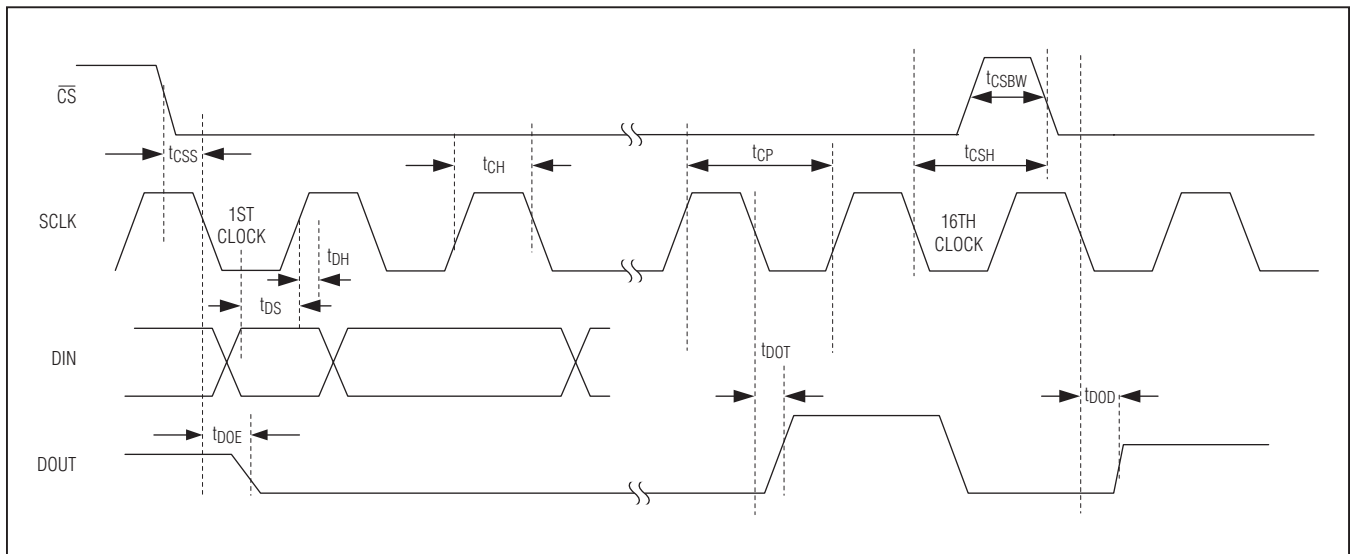 CS
tCSBW
tCSS
tCH
tCP
tCSH
SCLK
1ST
CLOCK
16TH
CLOCK
tDH
tDS
DIN
tDOT
tDOD
tDOE
DOUT